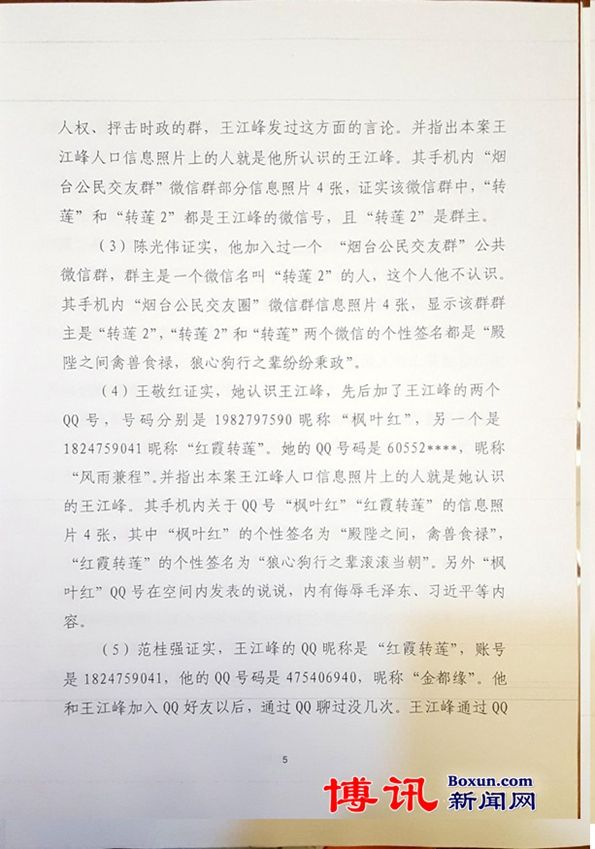 人权、抨击时政的群，王江峰发过这方面的言论。并指出本案王
江峰人口信息照片上的人就是他所认识的王江峰。其手机内“烟
台公民交友群”微信群部分信息照片 4 张，证实该微信群中，“转
莲”和“转莲 2”都是王江峰的微信号，且“转莲 2”是群主。
（3）陈光伟证实，他加入过一个 “烟台公民交友群”公共
微信群，群主是一个微信名叫“转莲 2”的人，这个人他不认识。
其手机内“烟台公民交友圈”微信群信息照片 4 张，显示该群群
主是“转莲 2”，“转莲 2”和“转莲”两个微信的个性签名都是“殿
陛之间禽兽食禄，狼心狗行之辈纷纷秉政”。
（4）王敬红证实，她认识王江峰，先后加了王江峰的两个
QQ 号，号码分别是 1982797590 昵称“枫叶红”，另一个是
1824759041 昵称“红霞转莲”。她的 QQ 号码是 60552****，昵称
“风雨兼程”。并指出本案王江峰人口信息照片上的人就是她认识
的王江峰。其手机内关于 QQ 号“枫叶红”“红霞转莲”的信息照
片 4 张，其中“枫叶红”的个性签名为“殿陛之间，禽兽食禄”，
“红霞转莲”的个性签名为“狼心狗行之辈滚滚当朝”。另外“枫
叶红”QQ 号在空间内发表的说说，内有侮辱毛泽东、习近平等内
容。
（5）范桂强证实，王江峰的 QQ 昵称是“红霞转莲”，账号
是 1824759041，他的 QQ 号码是 475406940，昵称“金都缘”。他
和王江峰加入 QQ 好友以后，通过 QQ 聊过没几次。王江峰通过 QQ
5
博讯 Boxun.com
新闻网